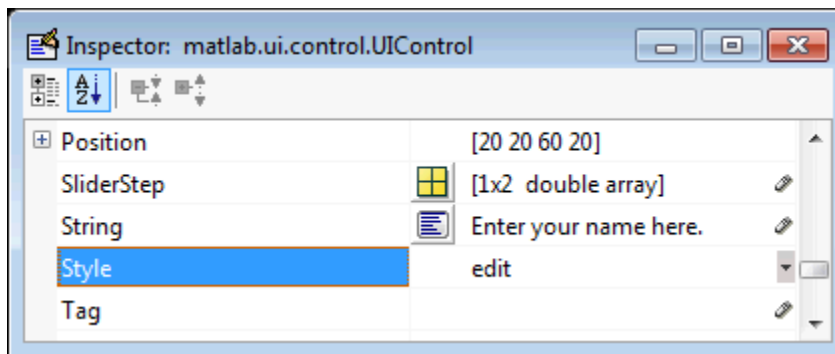 Inspector: matlab.ui.control.UIControl
A
Z
Position [20 20 60 20]
SliderStep [1x2 double array]
String Enter your name here.
Style edit
Tag